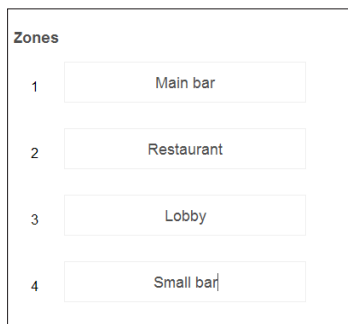 Zones
1 Main bar
2 Restaurant
3 Lobby
4 Small bar